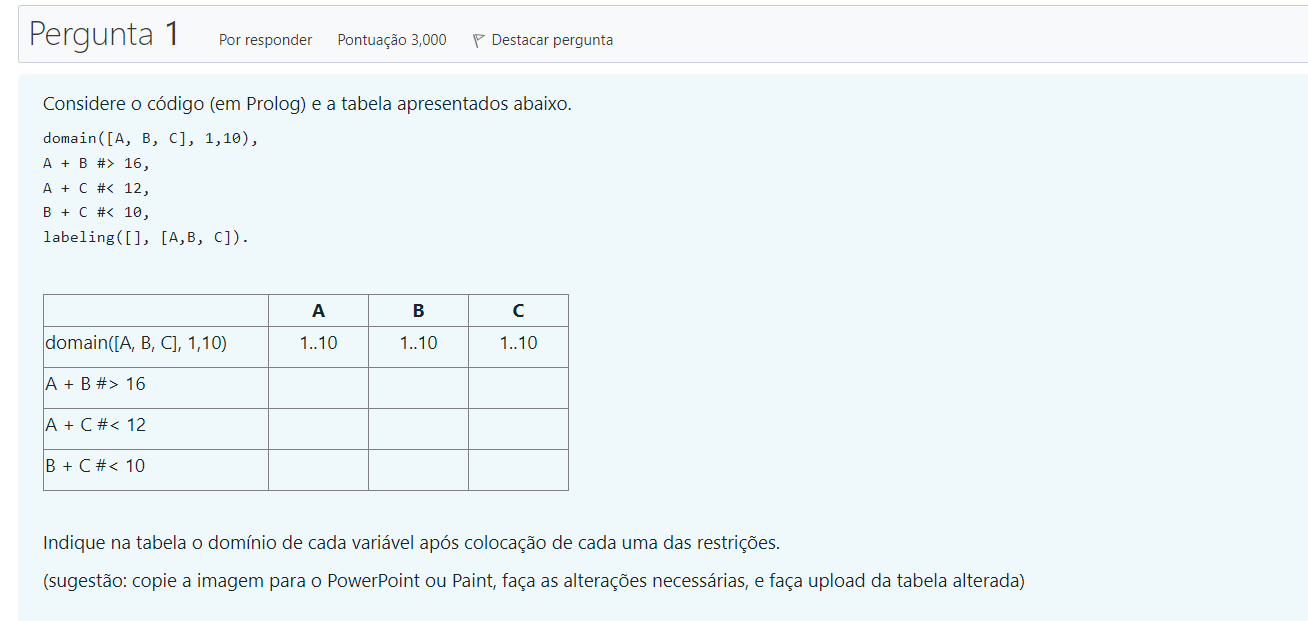 Pergunta 1 Por responder Pontuação 3,000 Destacar pergunta
Considere o código (em Prolog) e a tabela apresentados abaixo.
domain([A, B, C], 1,10),
A + B #> 16,
A + C #< 12,
B + C #< 10,
labeling([], [A,B, C]).
A B C
domain([A, B, C], 1,10) 1..10 1..10 1..10
A + B #> 16
A + C #< 12
B + C #< 10
Indique na tabela o domínio de cada variável após colocação de cada uma das restrições.
(sugestão: copie a imagem para o PowerPoint ou Paint, faça as alterações necessárias, e faça upload da tabela alterada)